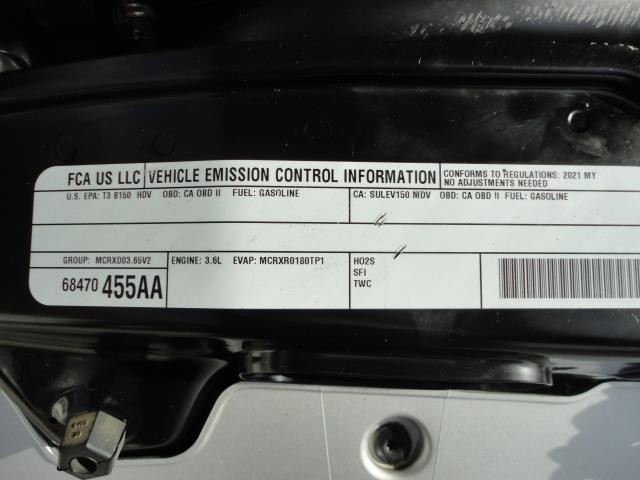 FCA US LLC VEHICLE EMISSION CONTROL INFORMATION CONFORMS TO REGULATIONS: 2021 MY
NO ADJUSTMENTS NEEDED
U.S. EPA: T3 B150 HDV OBD: CA OBD II FUEL: GASOLINE CA: SULEV150 MDV OBD: CA OBD II FUEL: GASOLINE
GROUP: MCRXD03.65V2 ENGINE: 3.6L EVAP: MCRXR0180TP1 HO2S
SFI
TWC
68470 455AA